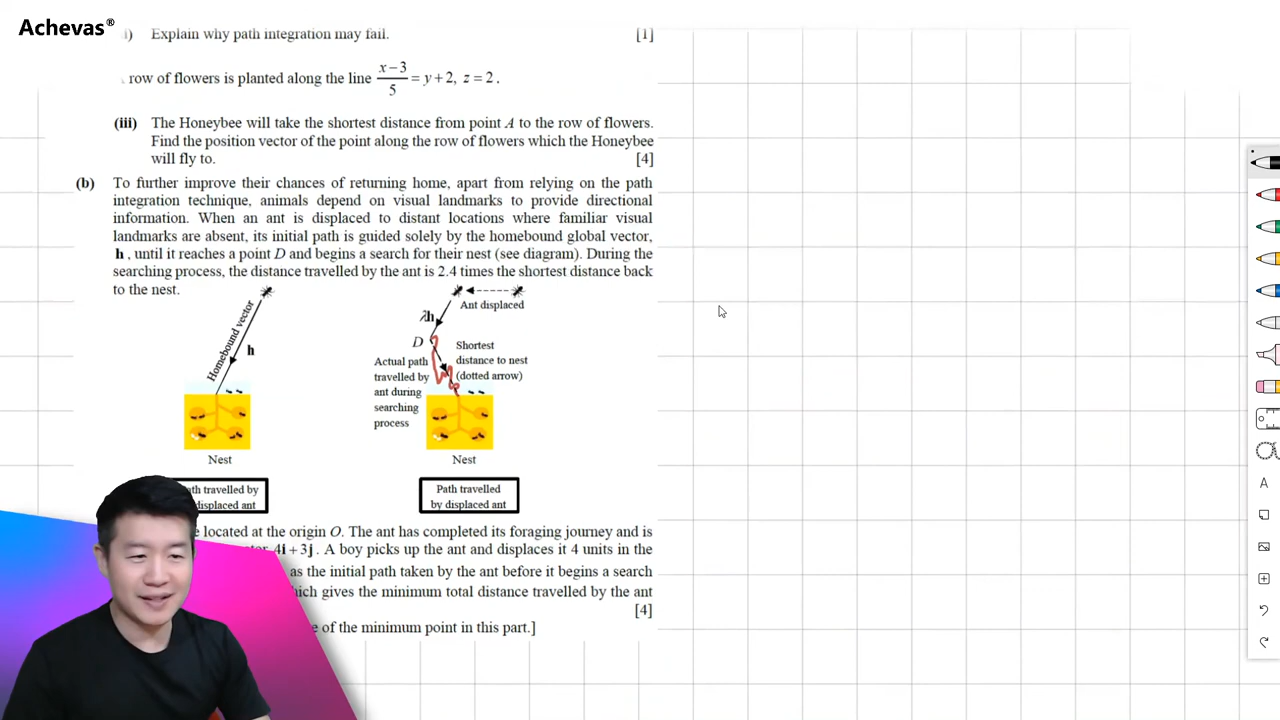 Achevas®
i) Explain why path integration may fail. [1]
row of flowers is planted along the line (x−3)/5 = y+2, z=2.
(iii) The Honeybee will take the shortest distance from point A to the row of flowers.
Find the position vector of the point along the row of flowers which the Honeybee
will fly to. [4]
(b) To further improve their chances of returning home, apart from relying on the path
integration technique, animals depend on visual landmarks to provide directional
information. When an ant is displaced to distant locations where familiar visual
landmarks are absent, its initial path is guided solely by the homebound global vector,
h, until it reaches a point D and begins a search for their nest (see diagram). During the
searching process, the distance travelled by the ant is 2.4 times the shortest distance back
to the nest.
Homebound vector
h
Nest
travelled by
displaced ant
Ant displaced
λh
D
Shortest
distance to nest
(dotted arrow)
Actual path
travelled by
ant during
searching
process
Nest
Path travelled
by displaced ant
located at the origin O. The ant has completed its foraging journey and is
4i + 3j. A boy picks up the ant and displaces it 4 units in the
as the initial path taken by the ant before it begins a search
which gives the minimum total distance travelled by the ant
[4]
of the minimum point in this part.]
A